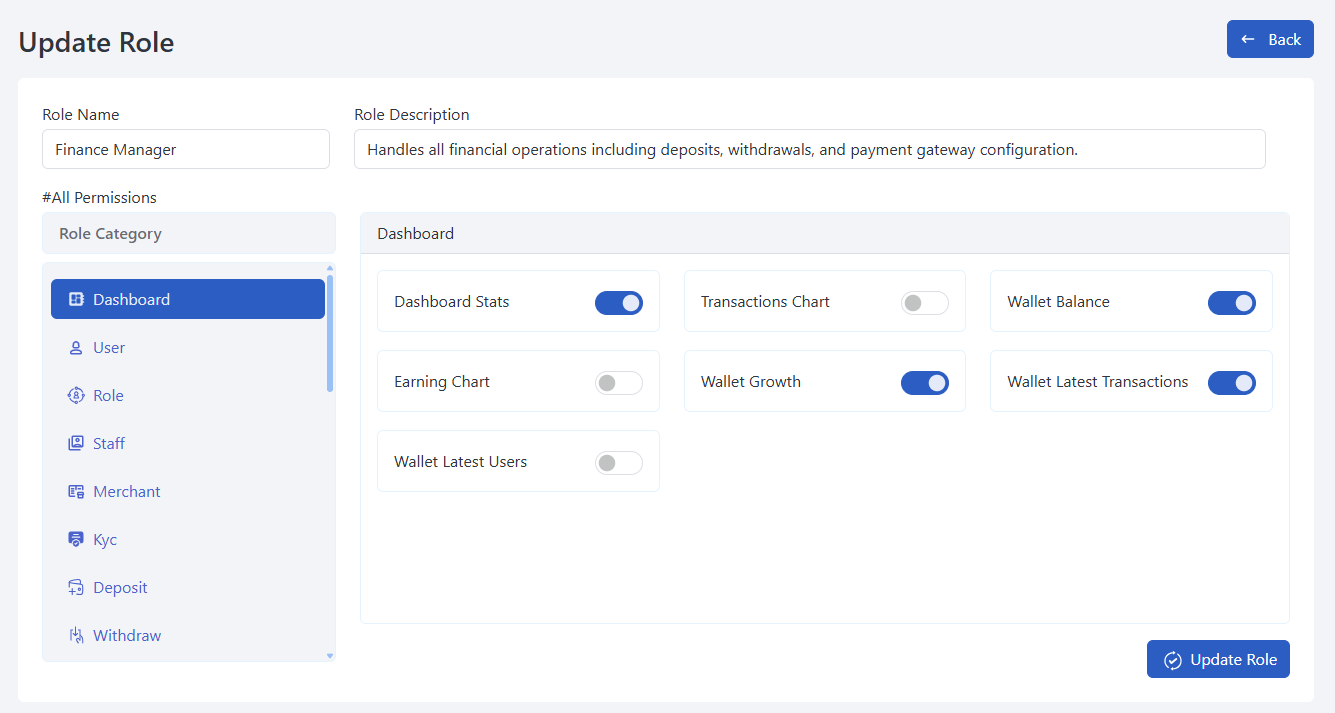 Update Role
Back
Role Name
Role Description
Finance Manager
Handles all financial operations including deposits, withdrawals, and payment gateway configuration.
#All Permissions
Role Category
Dashboard
User
Role
Staff
Merchant
Kyc
Deposit
Withdraw
Dashboard
Dashboard Stats
Transactions Chart
Wallet Balance
Earning Chart
Wallet Growth
Wallet Latest Transactions
Wallet Latest Users
Update Role